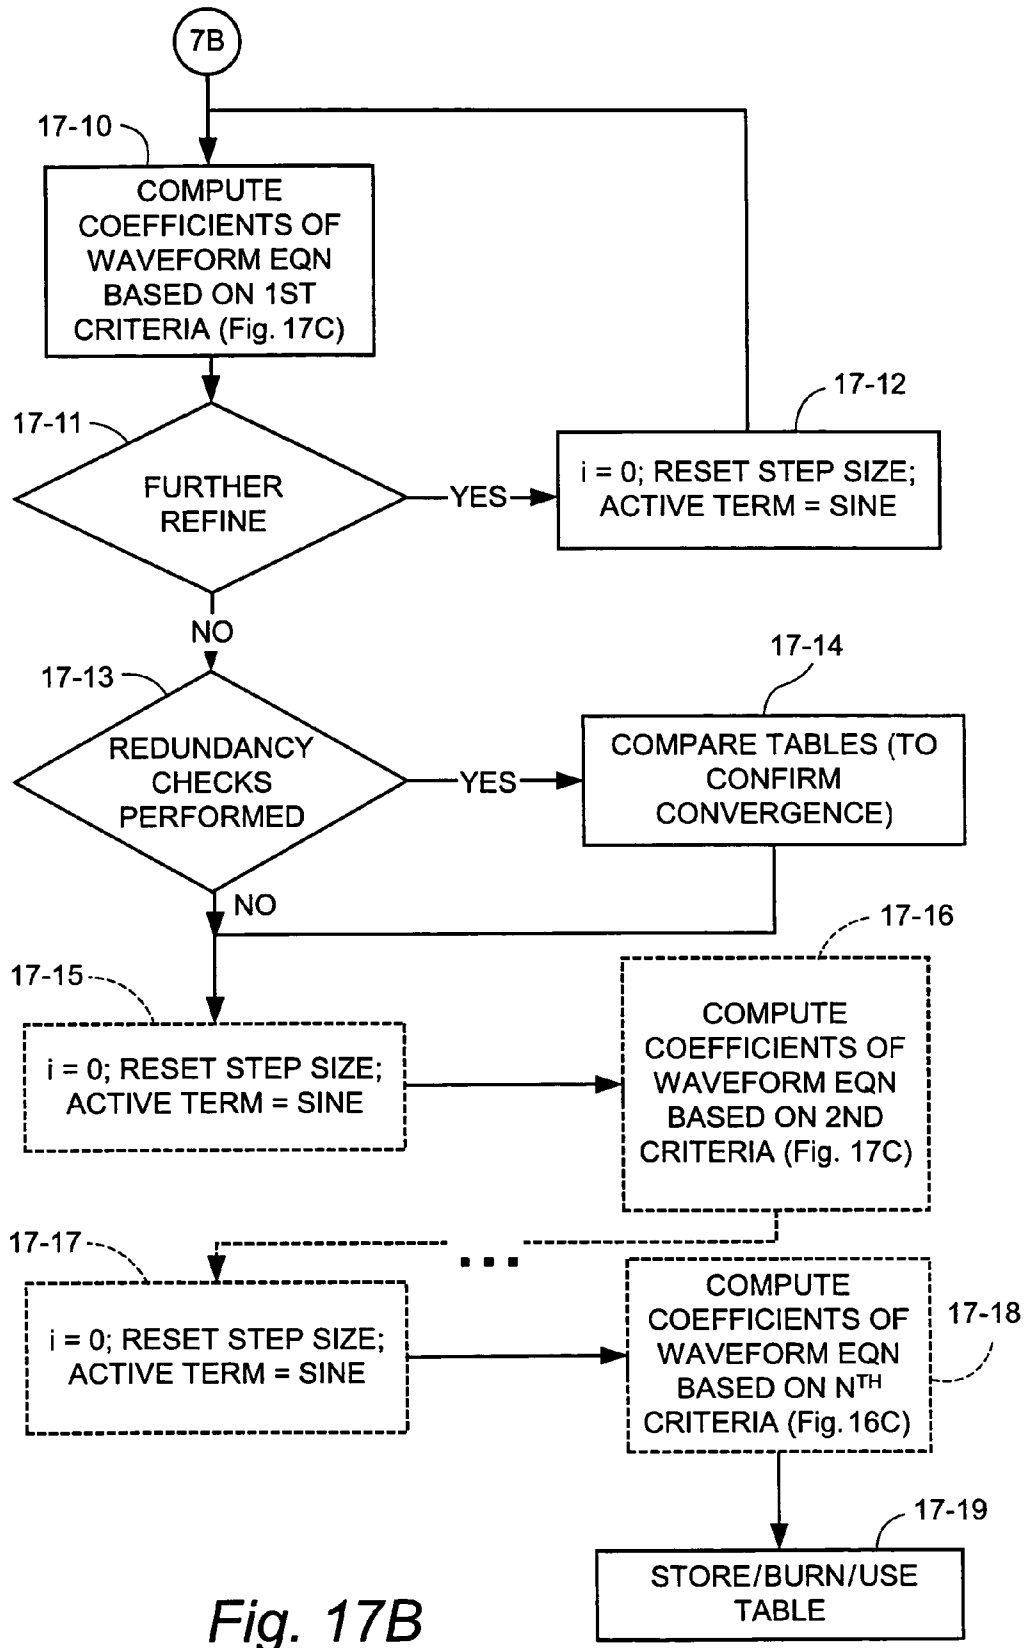 7B
17-10
COMPUTE
COEFFICIENTS OF
WAVEFORM EQN
BASED ON 1ST
CRITERIA (Fig. 17C)
17-11
FURTHER
REFINE
YES
17-12
i = 0; RESET STEP SIZE;
ACTIVE TERM = SINE
NO
17-13
REDUNDANCY
CHECKS
PERFORMED
YES
17-14
COMPARE TABLES (TO
CONFIRM
CONVERGENCE)
NO
17-15
i = 0; RESET STEP SIZE;
ACTIVE TERM = SINE
17-16
COMPUTE
COEFFICIENTS OF
WAVEFORM EQN
BASED ON 2ND
CRITERIA (Fig. 17C)
...
17-17
i = 0; RESET STEP SIZE;
ACTIVE TERM = SINE
17-18
COMPUTE
COEFFICIENTS OF
WAVEFORM EQN
BASED ON Nᵀᴴ
CRITERIA (Fig. 16C)
17-19
STORE/BURN/USE
TABLE
Fig. 17B